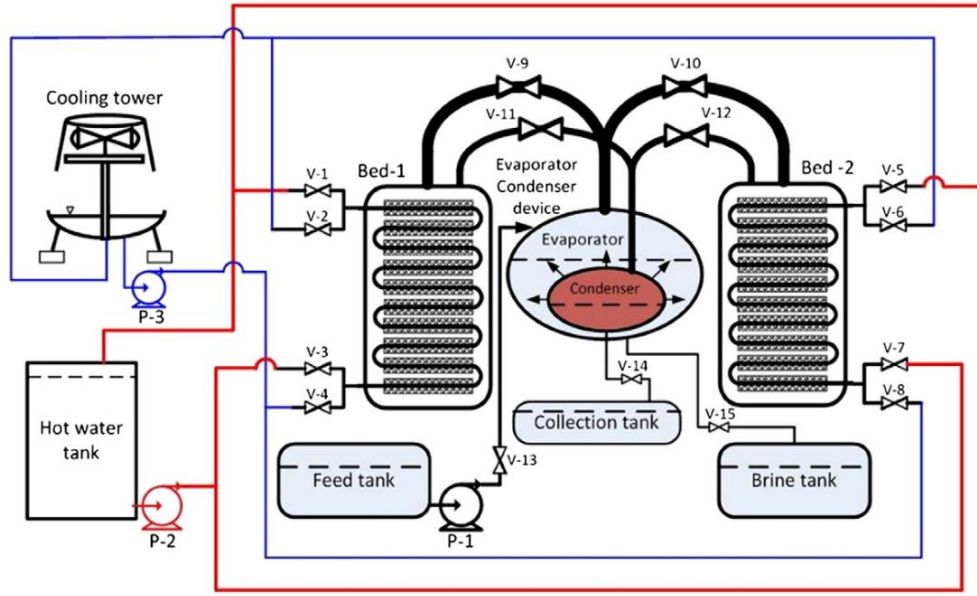 V-9
V-10
Cooling tower
V-11
V-12
Evaporator
Condenser
device
V-1
Bed-1
Bed -2
V-5
V-2
V-6
Evaporator
Condenser
P-3
V-3
V-7
V-14
V-4
V-8
Collection tank
V-15
Hot water
tank
V-13
Feed tank
Brine tank
P-2
P-1